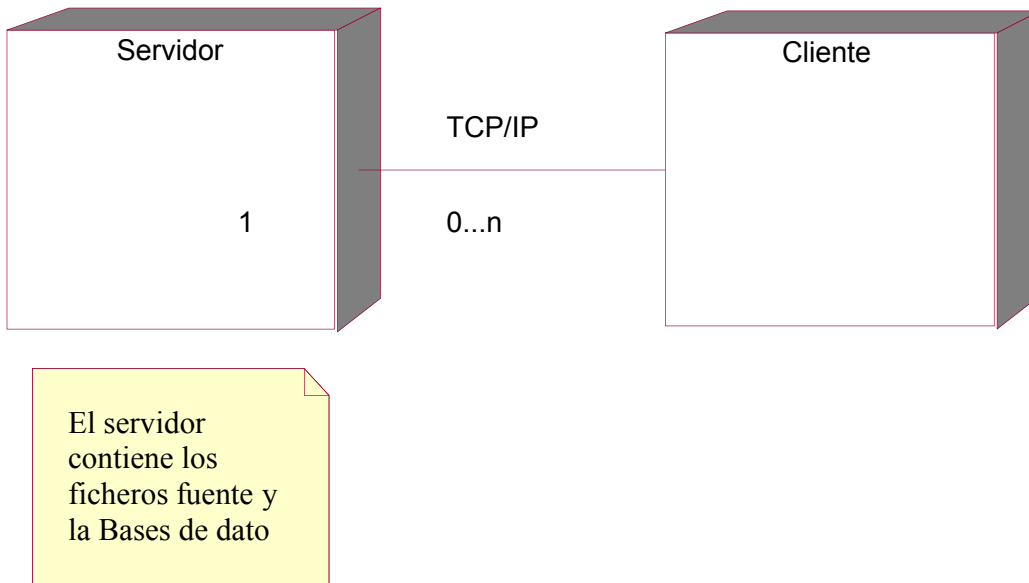 Servidor
Cliente
TCP/IP
1
0...n
El servidor
contiene los
ficheros fuente y
la Bases de dato